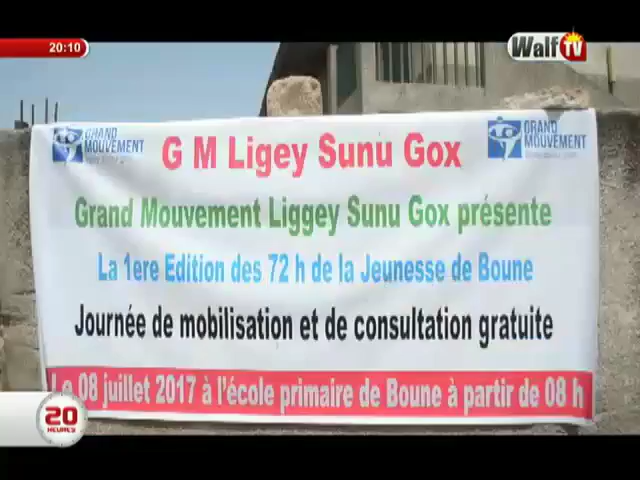 20:10
Walf TV
GRAND MOUVEMENT
G M Ligey Sunu Gox
GRAND MOUVEMENT
Grand Mouvement Liggey Sunu Gox présente
La 1ere Edition des 72 h de la Jeunesse de Boune
Journée de mobilisation et de consultation gratuite
Le 08 juillet 2017 à l'école primaire de Boune à partir de 08 h
20 HEURES